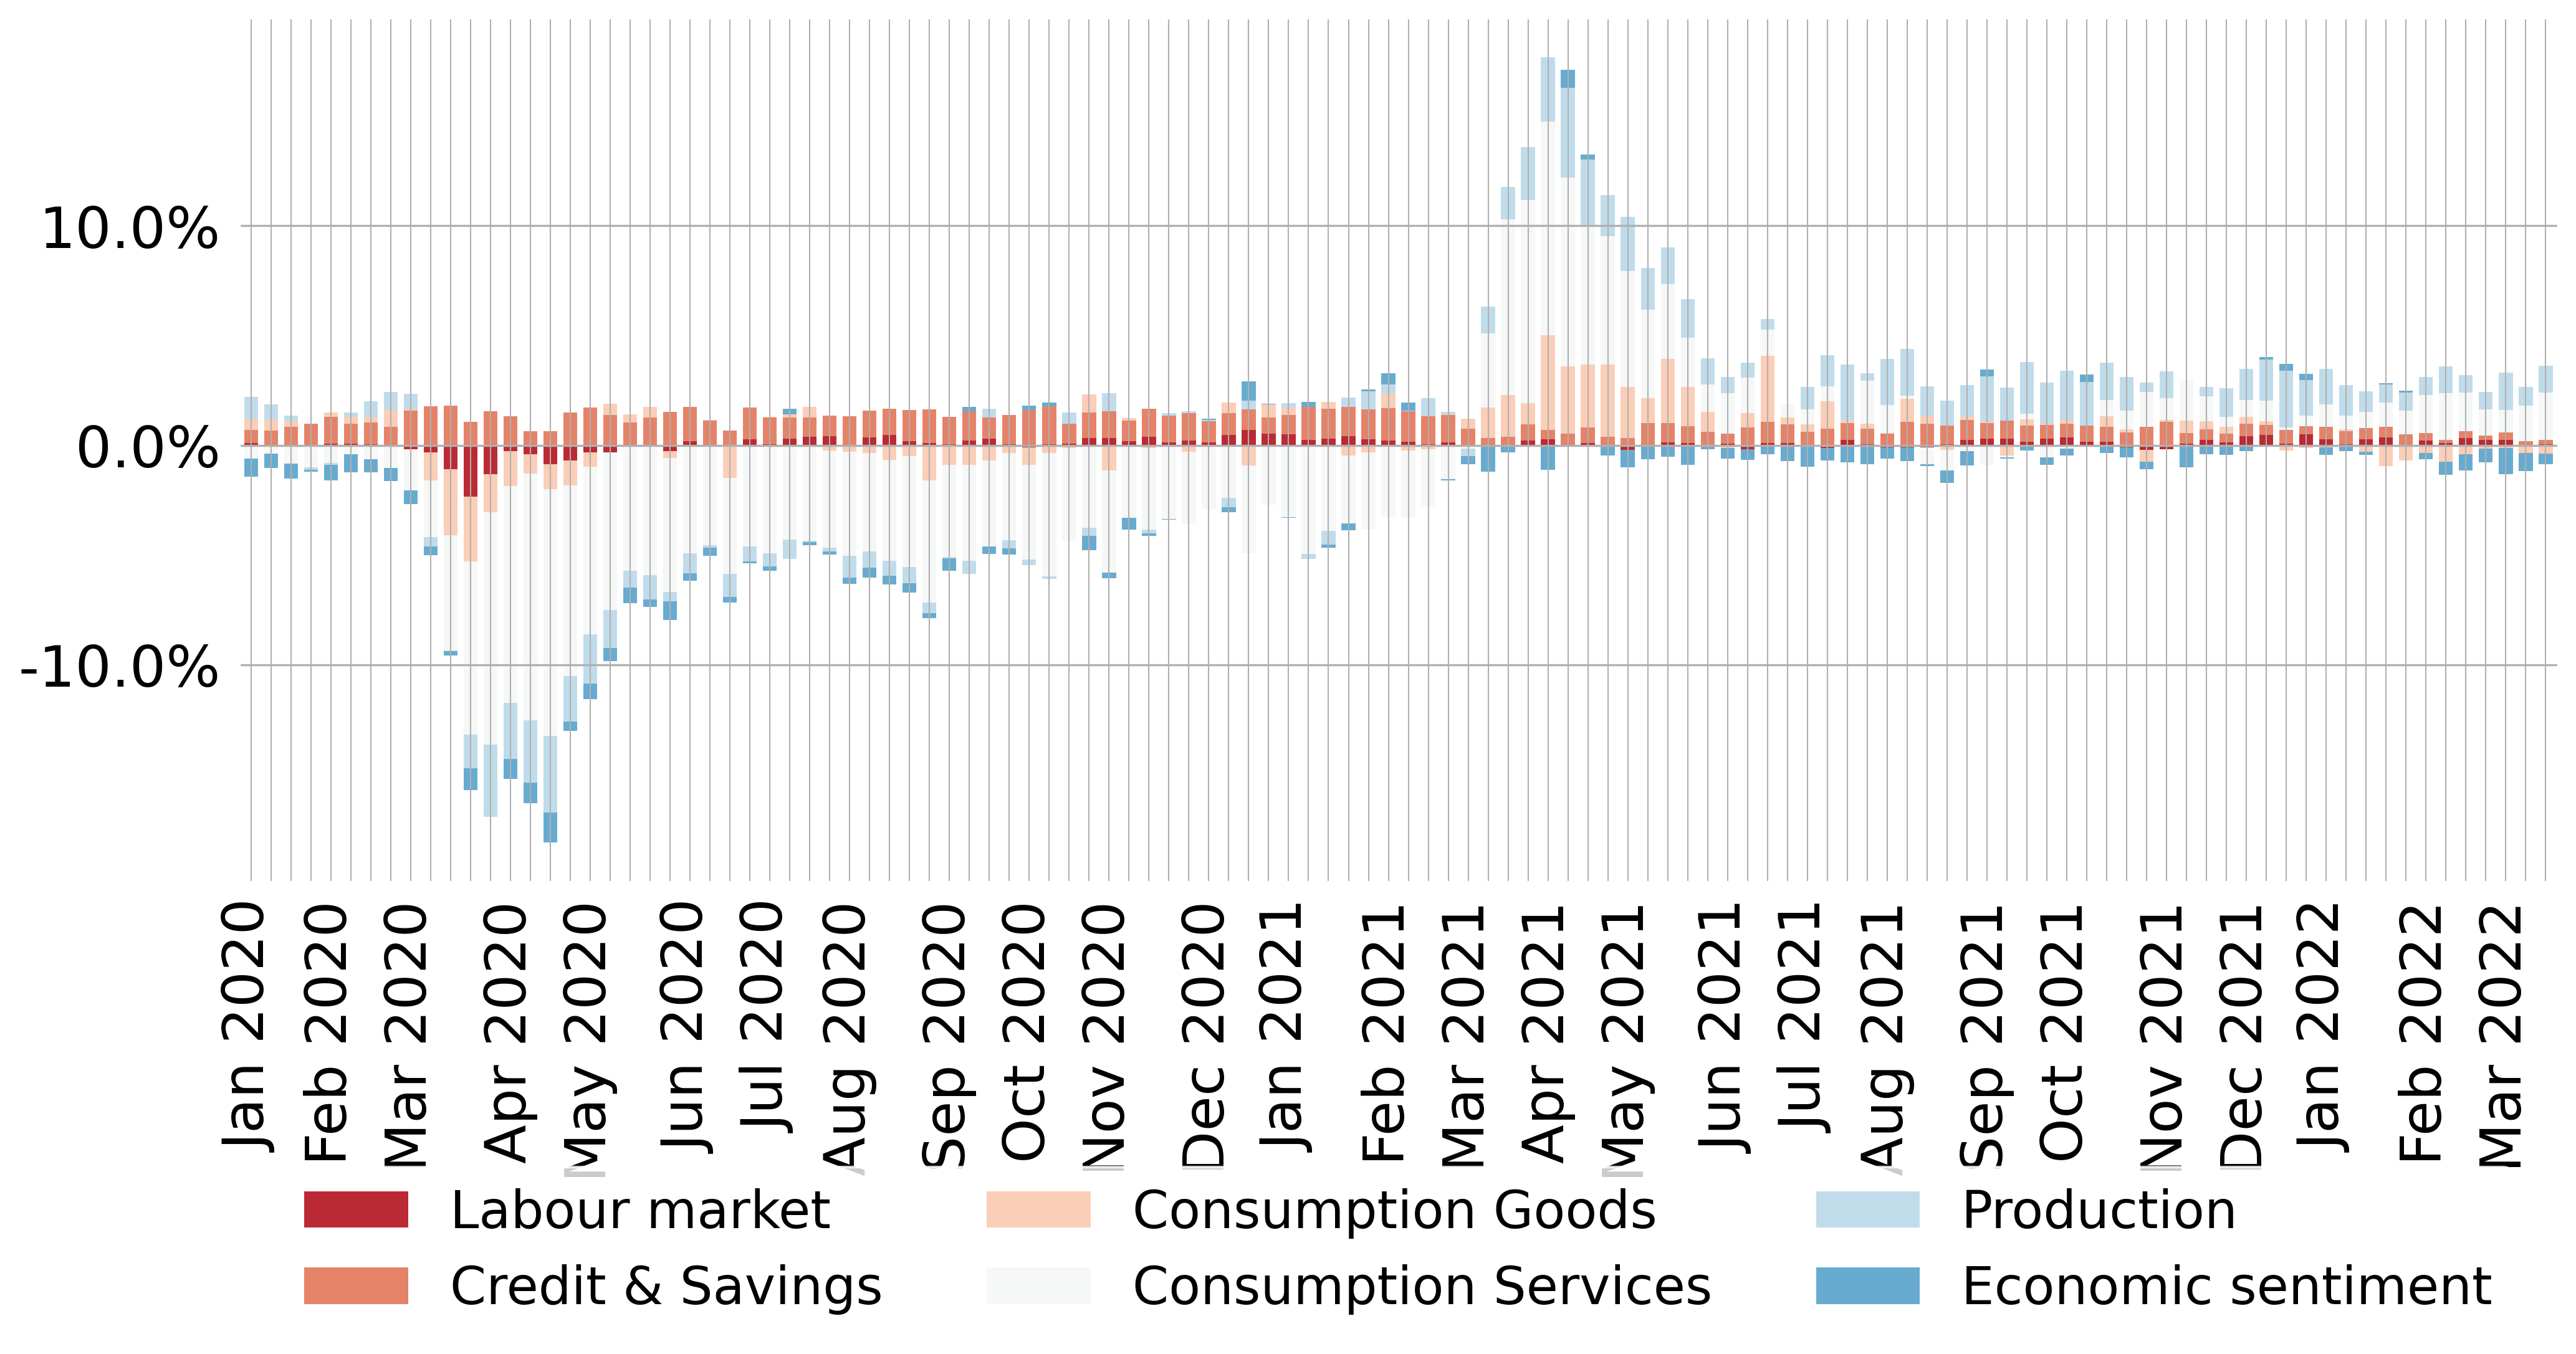 10.0%
0.0%
-10.0%
Jan 2020
Feb 2020
Mar 2020
Apr 2020
May 2020
Jun 2020
Jul 2020
Aug 2020
Sep 2020
Oct 2020
Nov 2020
Dec 2020
Jan 2021
Feb 2021
Mar 2021
Apr 2021
May 2021
Jun 2021
Jul 2021
Aug 2021
Sep 2021
Oct 2021
Nov 2021
Dec 2021
Jan 2022
Feb 2022
Mar 2022
Labour market
Credit & Savings
Consumption Goods
Consumption Services
Production
Economic sentiment